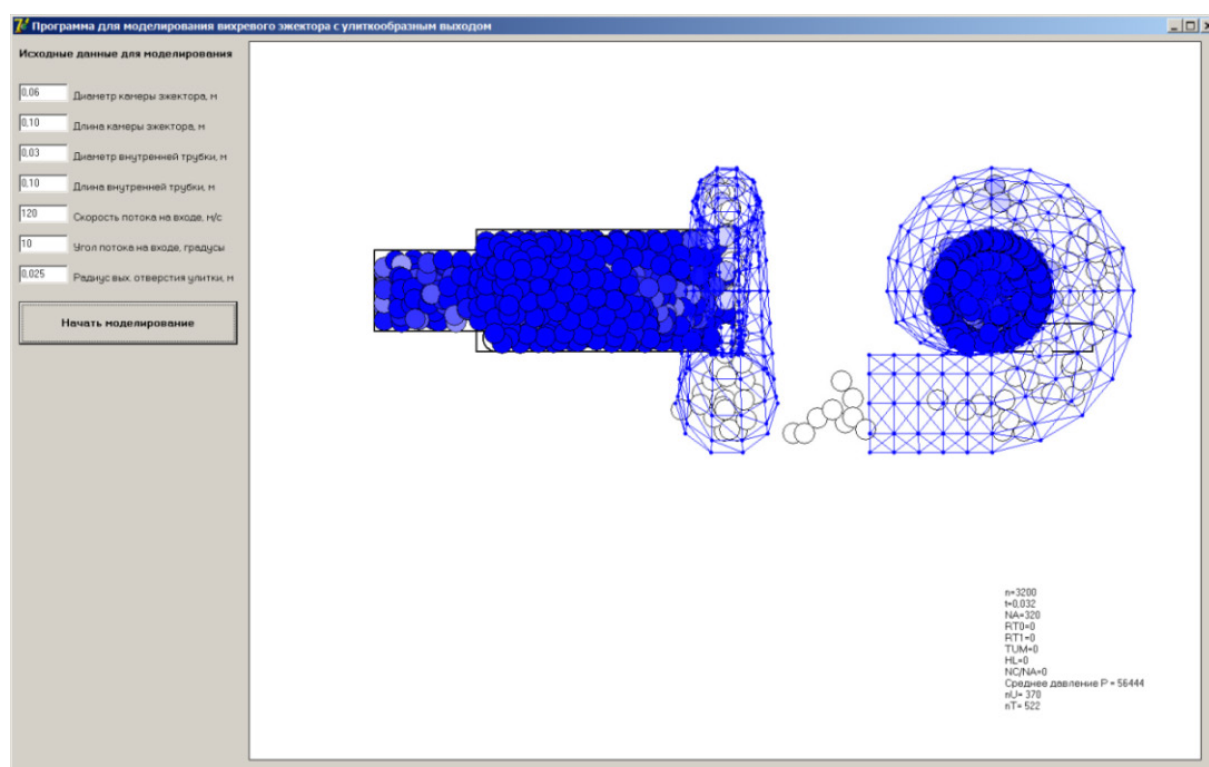 Программа для моделирования вихревого эжектора с улиткообразным выходом
Исходные данные для моделирования
0,06 Диаметр камеры эжектора, м
0,10 Длина камеры эжектора, м
0,03 Диаметр внутренней трубки, м
0,10 Длина внутренней трубки, м
120 Скорость потока на входе, м/с
10 Угол потока на входе, градусы
0,025 Радиус вых. отверстия улитки, м
Начать моделирование
n=3200
t=0,032
NA=320
RT0=0
RT1=0
TUM=0
HL=0
NC/NA=0
Среднее давление P = 56444
nU= 370
nT= 522